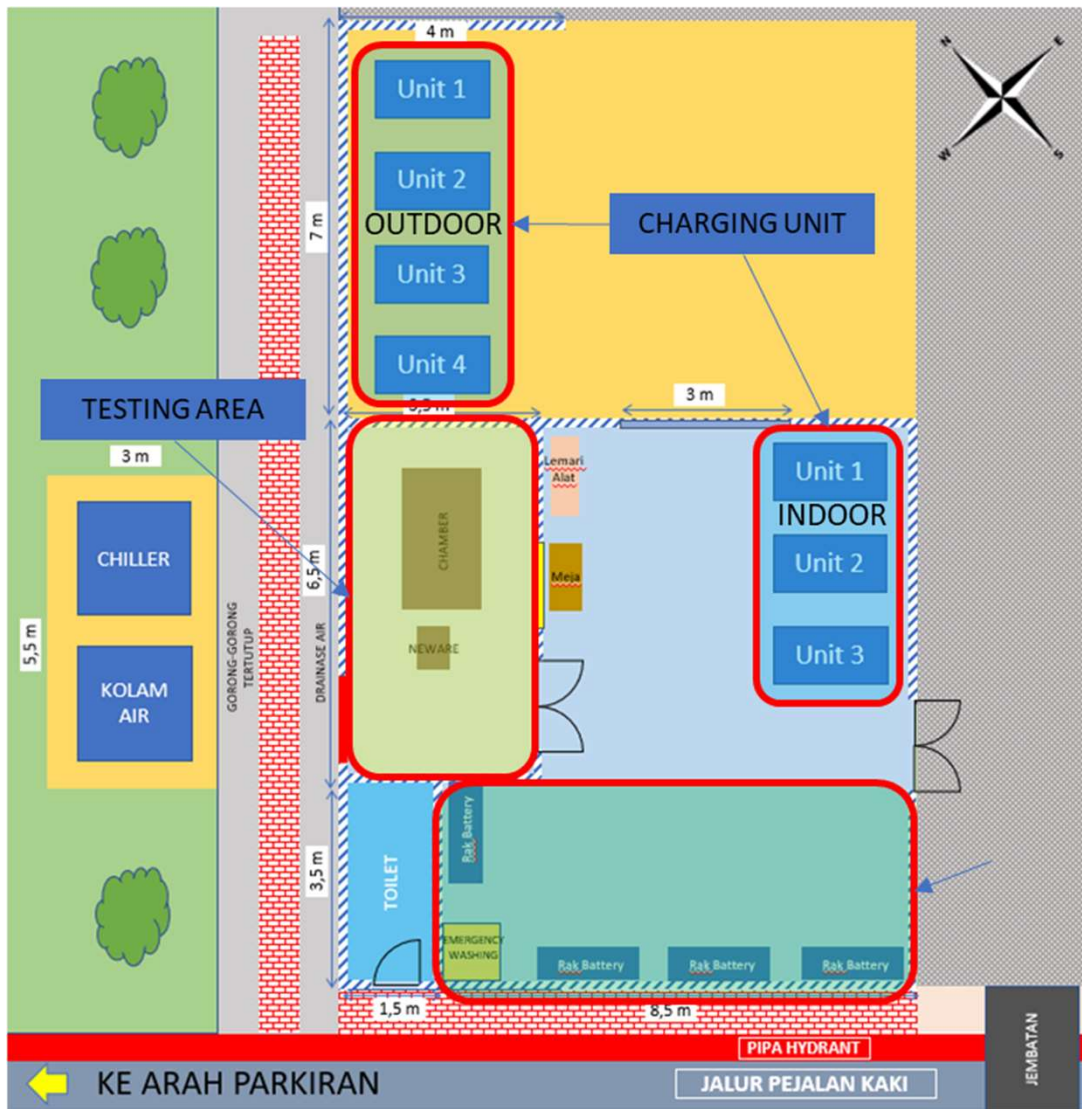 4 m
N
E
W
S
Unit 1
Unit 2
OUTDOOR
CHARGING UNIT
7 m
Unit 3
Unit 4
TESTING AREA
3 m
3 m
Lemari
Alat
Unit 1
INDOOR
CHAMBER
CHILLER
6,5 m
Meja
Unit 2
5,5 m
GORONG-GORONG
TERTUTUP
DRAINASE AIR
NEWARE
Unit 3
KOLAM
AIR
Rak Battery
3,5 m
TOILET
EMERGENCY
WASHING
Rak Battery
Rak Battery
Rak Battery
1,5 m
8,5 m
PIPA HYDRANT
JEMBATAN
KE ARAH PARKIRAN
JALUR PEJALAN KAKI